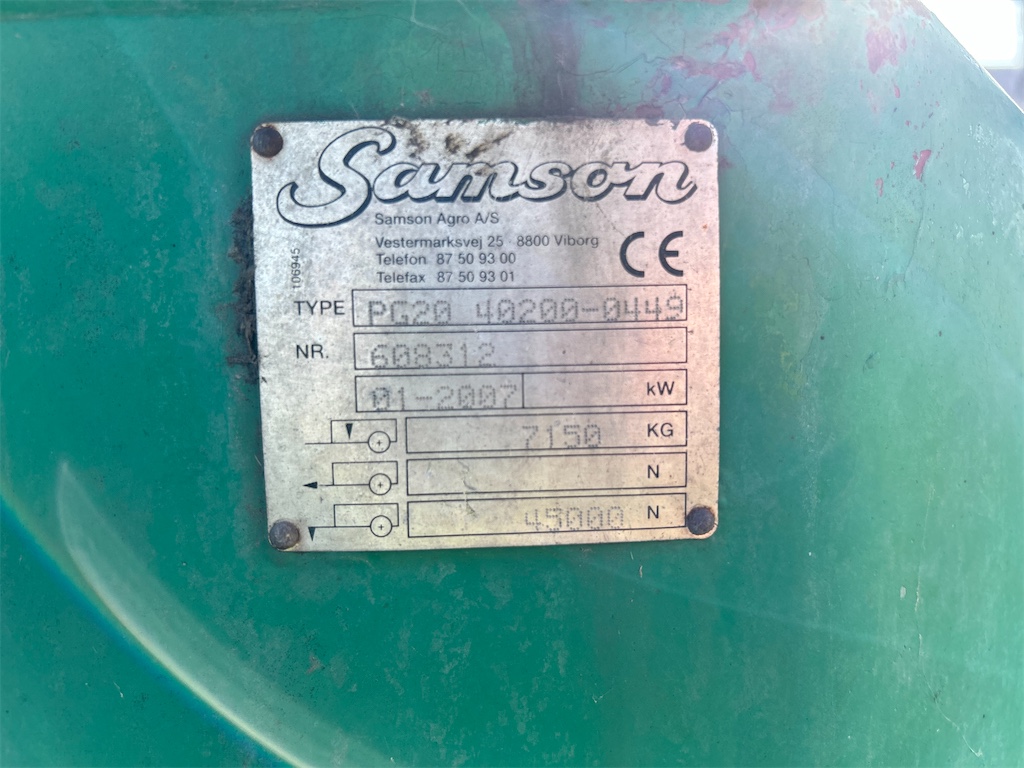 Samson
Samson Agro A/S
Vestermarksvej 25 · 8800 Viborg
Telefon 87 50 93 00
Telefax 87 50 93 01
CE
106945
TYPE PG20 40200-0449
NR. 608312
01-2007 kW
7150 KG
N
45000 N